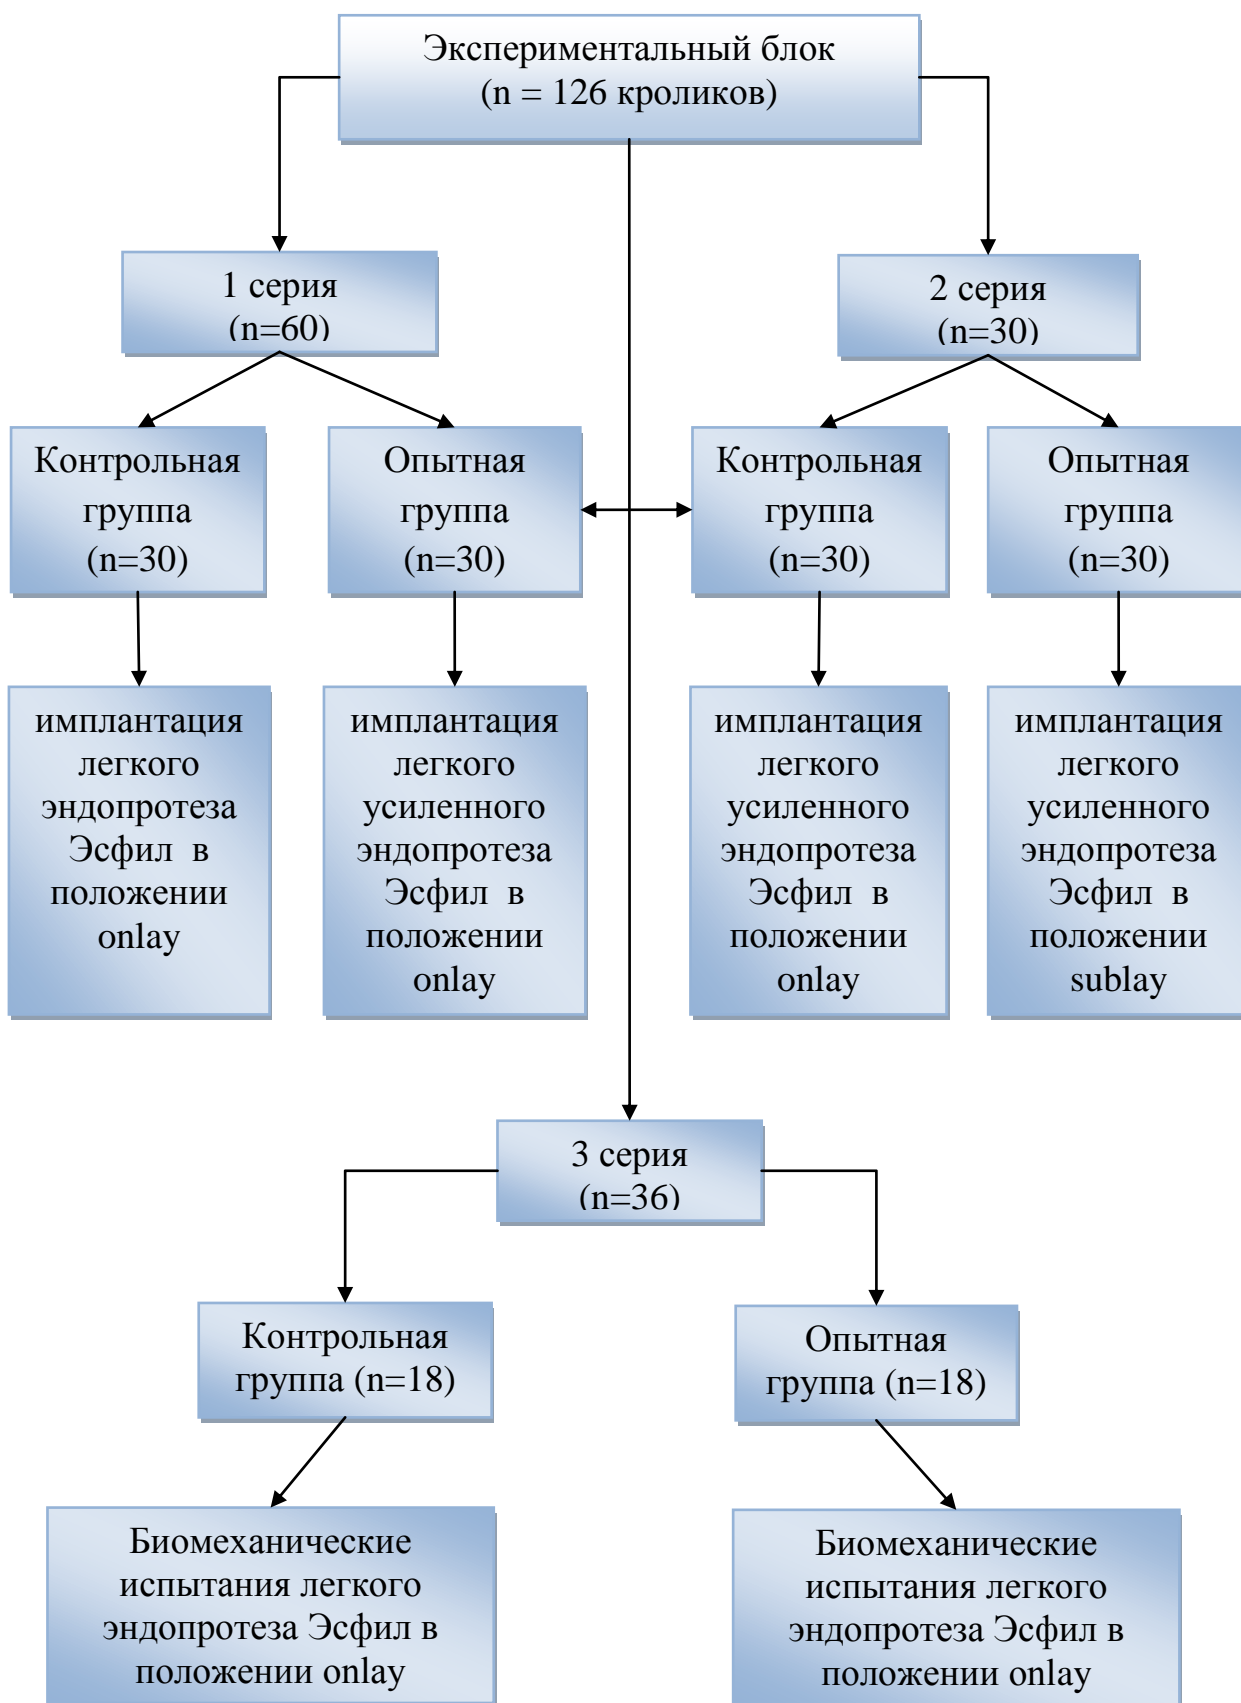 Экспериментальный блок
(n = 126 кроликов)
1 серия
(n=60)
2 серия
(n=30)
Контрольная
группа
(n=30)
Опытная
группа
(n=30)
Контрольная
группа
(n=30)
Опытная
группа
(n=30)
имплантация
легкого
эндопротеза
Эсфил в
положении
onlay
имплантация
легкого
усиленного
эндопротеза
Эсфил в
положении
onlay
имплантация
легкого
усиленного
эндопротеза
Эсфил в
положении
onlay
имплантация
легкого
усиленного
эндопротеза
Эсфил в
положении
sublay
3 серия
(n=36)
Контрольная
группа (n=18)
Опытная
группа (n=18)
Биомеханические
испытания легкого
эндопротеза Эсфил в
положении onlay
Биомеханические
испытания легкого
эндопротеза Эсфил в
положении onlay